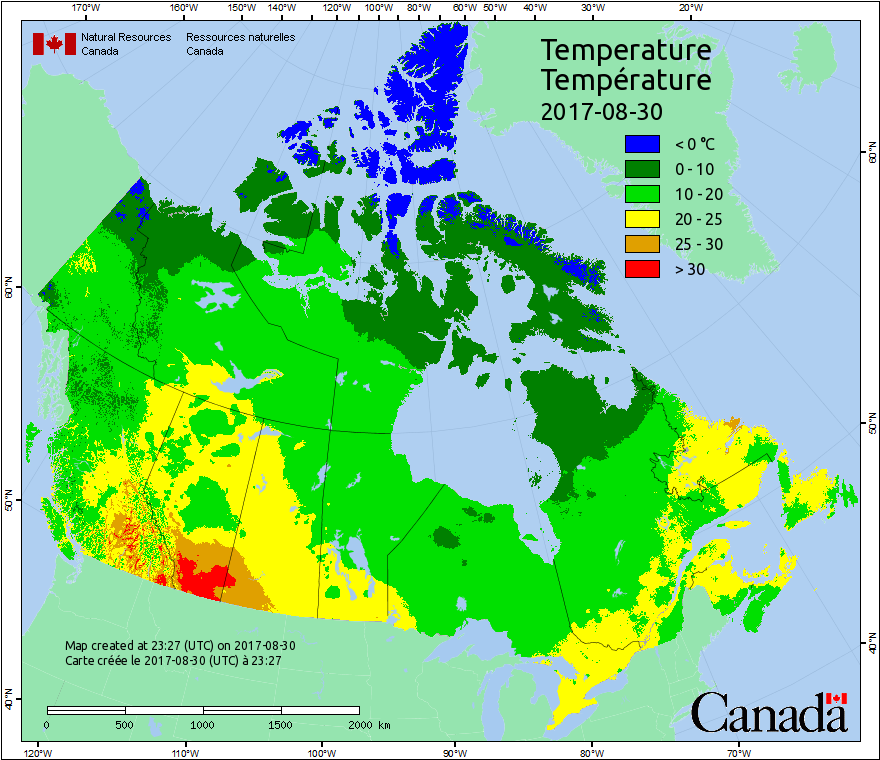 170°W 160°W 150°W 140°W 120°W 100°W 80°W 60°W 50°W 40°W 30°W 20°W
Natural Resources Ressources naturelles
Canada Canada
Temperature
Température
2017-08-30
< 0 °C
0 - 10
10 - 20
20 - 25
25 - 30
> 30
60°N
60°N
50°N
50°N
40°N
40°N
Map created at 23:27 (UTC) on 2017-08-30
Carte créée le 2017-08-30 (UTC) à 23:27
0 500 1000 1500 2000 km
Canada
120°W 110°W 100°W 90°W 80°W 70°W